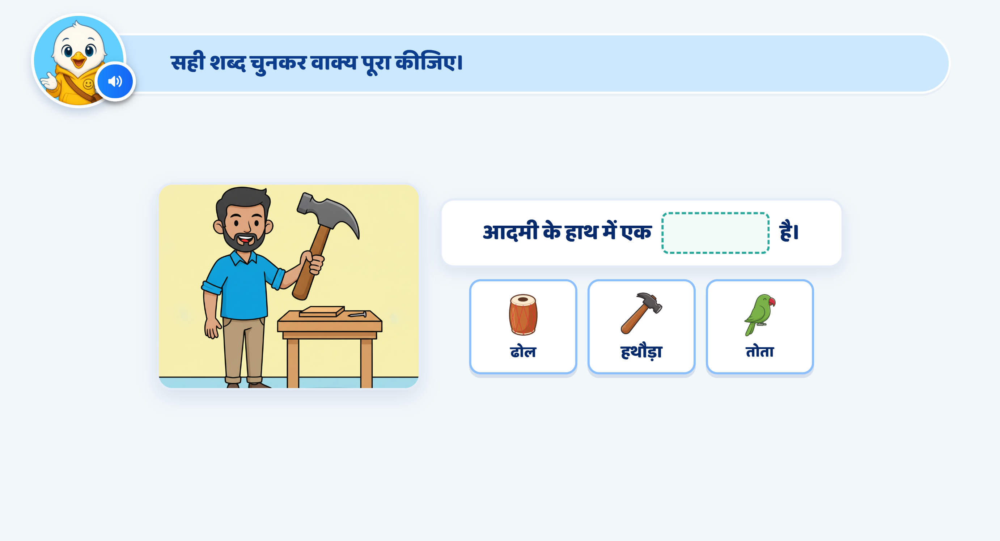 सही शब्द चुनकर वाक्य पूरा कीजिए।
आदमी के हाथ में एक है।
ढोल
हथौड़ा
तोता